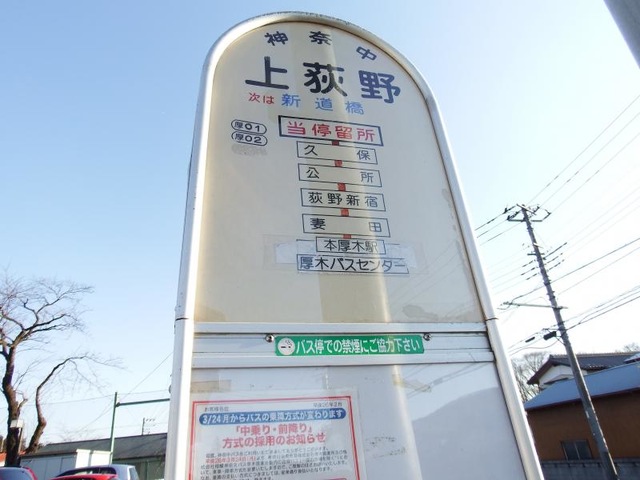 神奈中
上荻野
次は 新道橋
厚01
厚02
当停留所
久保
公所
荻野新宿
妻田
本厚木駅
厚木バスセンター
バス停での禁煙にご協力下さい
3/24月からバスの乗問方式が変わります
「中乗り・前降り」
方式の採用のお知らせ